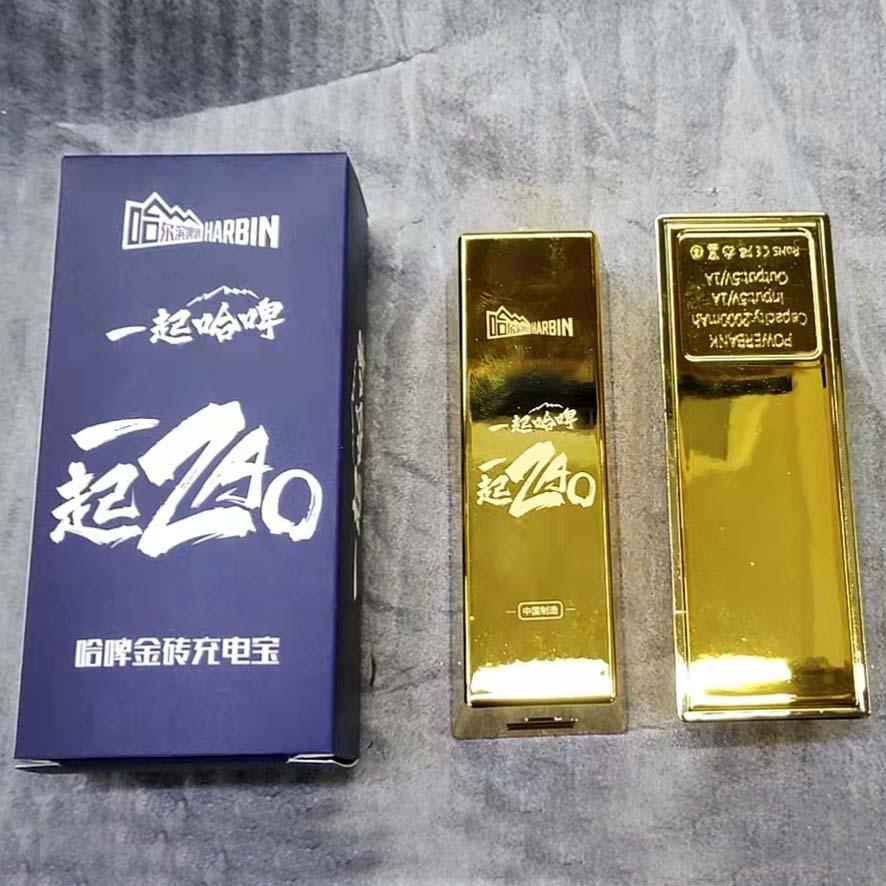 哈尔滨啤酒 HARBIN
一起哈啤
一起ZAO
哈啤金砖充电宝
哈尔滨啤酒 HARBIN
一起哈啤
一起ZAO
中国制造
POWERBANK
Capacity:2000mAh
Input:5V/1A
Output:5V/1A
RoHS CE